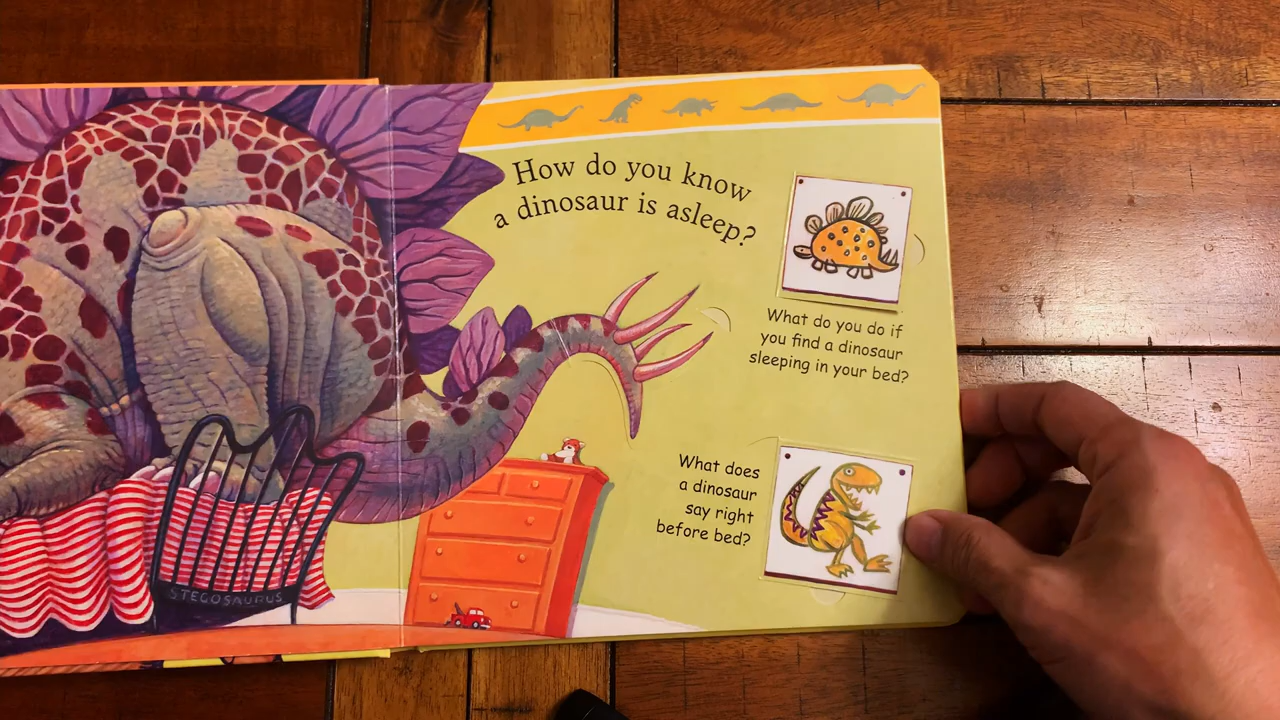 How do you know
a dinosaur is asleep?
What do you do if
you find a dinosaur
sleeping in your bed?
What does
a dinosaur
say right
before bed?
STEGOSAURUS